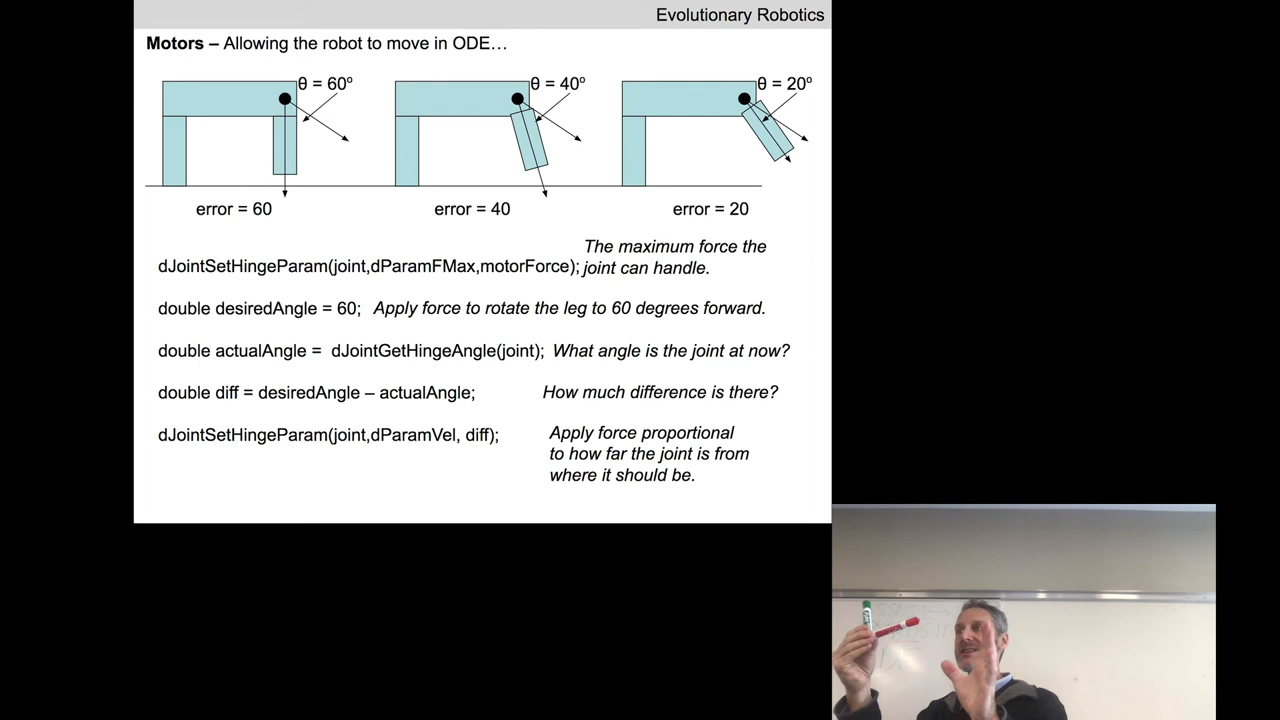 Evolutionary Robotics
Motors – Allowing the robot to move in ODE…
θ = 60º
θ = 40º
θ = 20º
error = 60
error = 40
error = 20
The maximum force the
dJointSetHingeParam(joint,dParamFMax,motorForce); joint can handle.
double desiredAngle = 60; Apply force to rotate the leg to 60 degrees forward.
double actualAngle = dJointGetHingeAngle(joint); What angle is the joint at now?
double diff = desiredAngle – actualAngle; How much difference is there?
dJointSetHingeParam(joint,dParamVel, diff); Apply force proportional
to how far the joint is from
where it should be.